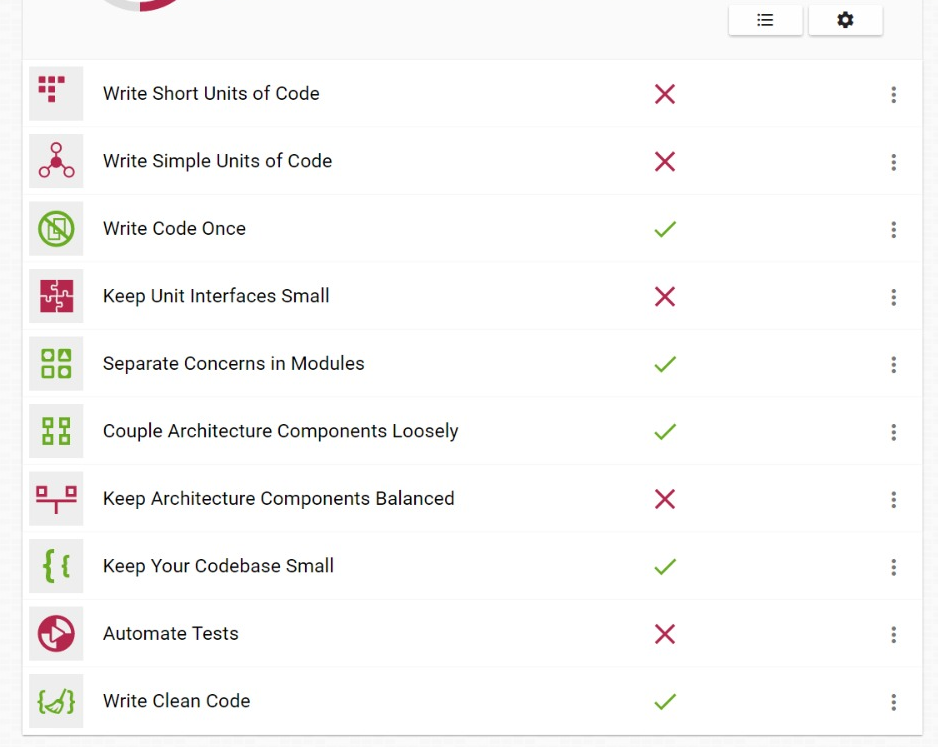 Write Short Units of Code
Write Simple Units of Code
Write Code Once
Keep Unit Interfaces Small
Separate Concerns in Modules
Couple Architecture Components Loosely
Keep Architecture Components Balanced
Keep Your Codebase Small
Automate Tests
Write Clean Code